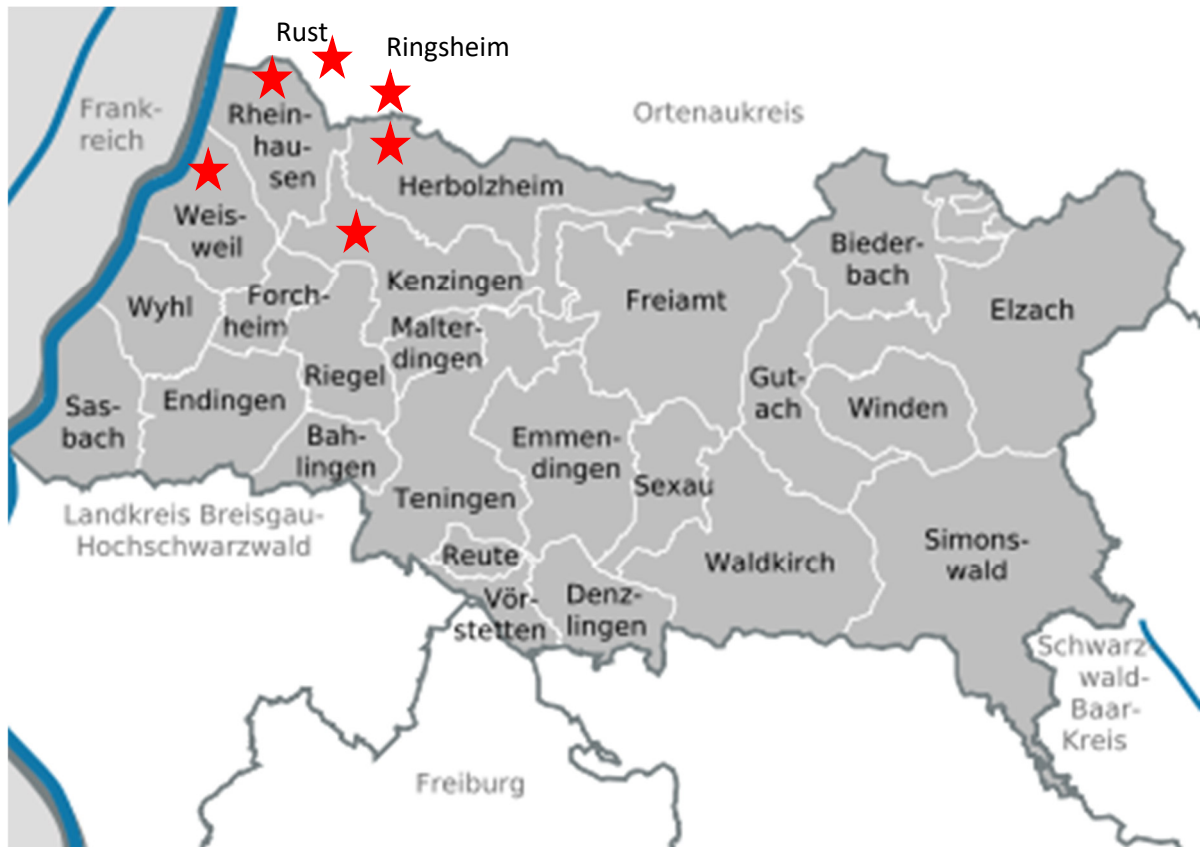 Rust
Ringsheim
Frank-
reich
Ortenaukreis
Rhein-
hau-
sen
Herbolzheim
Weis-
weil
Bieder-
bach
Kenzingen
Wyhl
Forch-
heim
Freiamt
Elzach
Malter-
dingen
Riegel
Gut-
ach
Winden
Endingen
Sas-
bach
Bah-
lingen
Emmen-
dingen
Sexau
Teningen
Landkreis Breisgau-
Hochschwarzwald
Reute
Waldkirch
Simons-
wald
Vör-
stetten
Denz-
lingen
Schwarz-
wald-
Baar-
Kreis
Freiburg